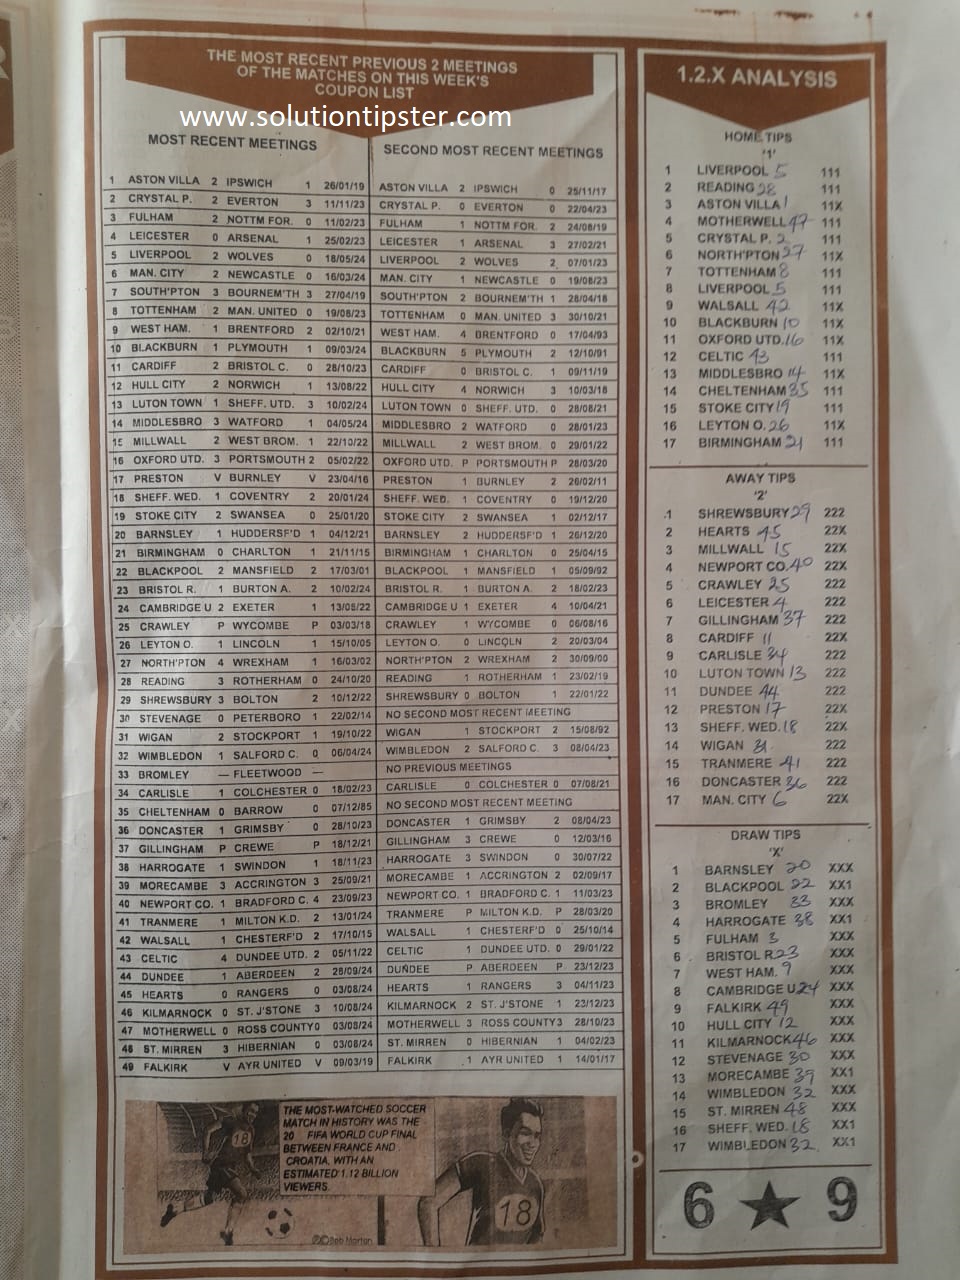 THE MOST RECENT PREVIOUS 2 MEETINGS
OF THE MATCHES ON THIS WEEK'S
COUPON LIST
www.solutiontipster.com
MOST RECENT MEETINGS
SECOND MOST RECENT MEETINGS
1 ASTON VILLA 2 IPSWICH 1 26/01/19 ASTON VILLA 2 IPSWICH 0 25/11/17
2 CRYSTAL P. 2 EVERTON 3 11/11/23 CRYSTAL P. 0 EVERTON 0 22/04/23
3 FULHAM 2 NOTTM FOR. 0 11/02/23 FULHAM 1 NOTTM FOR. 2 24/08/19
4 LEICESTER 0 ARSENAL 1 25/02/23 LEICESTER 1 ARSENAL 3 27/02/21
5 LIVERPOOL 2 WOLVES 0 18/05/24 LIVERPOOL 2 WOLVES 2 07/01/23
6 MAN. CITY 2 NEWCASTLE 0 16/03/24 MAN. CITY 1 NEWCASTLE 0 19/08/23
7 SOUTH'PTON 3 BOURNEM'TH 3 27/04/19 SOUTH'PTON 2 BOURNEM'TH 1 28/04/18
8 TOTTENHAM 2 MAN. UNITED 0 19/08/23 TOTTENHAM 0 MAN. UNITED 3 30/10/21
9 WEST HAM. 1 BRENTFORD 2 02/10/21 WEST HAM. 4 BRENTFORD 0 17/04/93
10 BLACKBURN 1 PLYMOUTH 1 09/03/24 BLACKBURN 5 PLYMOUTH 2 12/10/91
11 CARDIFF 2 BRISTOL C. 0 28/10/23 CARDIFF 0 BRISTOL C. 1 09/11/19
12 HULL CITY 2 NORWICH 1 13/08/22 HULL CITY 4 NORWICH 3 10/03/18
13 LUTON TOWN 1 SHEFF. UTD. 3 10/02/24 LUTON TOWN 0 SHEFF. UTD. 0 28/08/21
14 MIDDLESBRO 3 WATFORD 1 04/05/24 MIDDLESBRO 2 WATFORD 0 28/01/23
15 MILLWALL 2 WEST BROM. 1 22/10/22 MILLWALL 2 WEST BROM. 0 29/01/22
16 OXFORD UTD. 3 PORTSMOUTH 2 05/02/22 OXFORD UTD. P PORTSMOUTH P 28/03/20
17 PRESTON V BURNLEY V 23/04/16 PRESTON 1 BURNLEY 2 26/02/11
18 SHEFF. WED. 1 COVENTRY 2 20/01/24 SHEFF. WED. 1 COVENTRY 0 19/12/20
19 STOKE CITY 2 SWANSEA 0 25/01/20 STOKE CITY 2 SWANSEA 1 02/12/17
20 BARNSLEY 1 HUDDERSF'D 1 04/12/21 BARNSLEY 2 HUDDERSF'D 1 26/12/20
21 BIRMINGHAM 0 CHARLTON 1 21/11/15 BIRMINGHAM 1 CHARLTON 0 25/04/15
22 BLACKPOOL 2 MANSFIELD 2 17/03/01 BLACKPOOL 1 MANSFIELD 1 05/09/92
23 BRISTOL R. 1 BURTON A. 2 10/02/24 BRISTOL R. 1 BURTON A. 2 18/02/23
24 CAMBRIDGE U 2 EXETER 1 13/05/22 CAMBRIDGE U 1 EXETER 4 10/04/21
25 CRAWLEY P WYCOMBE P 03/03/18 CRAWLEY 1 WYCOMBE 0 06/08/16
26 LEYTON O. 1 LINCOLN 1 15/10/05 LEYTON O. 0 LINCOLN 2 20/03/04
27 NORTH'PTON 4 WREXHAM 1 16/03/02 NORTH'PTON 2 WREXHAM 2 30/09/00
28 READING 3 ROTHERHAM 0 24/10/20 READING 1 ROTHERHAM 1 23/02/19
29 SHREWSBURY 3 BOLTON 2 10/12/22 SHREWSBURY 0 BOLTON 1 22/01/22
30 STEVENAGE 0 PETERBORO 1 22/02/14 NO SECOND MOST RECENT MEETING
31 WIGAN 2 STOCKPORT 1 19/10/22 WIGAN 1 STOCKPORT 2 15/08/92
32 WIMBLEDON 1 SALFORD C. 0 06/04/24 WIMBLEDON 2 SALFORD C. 3 08/04/23
33 BROMLEY — FLEETWOOD — NO PREVIOUS MEETINGS
34 CARLISLE 1 COLCHESTER 0 18/02/23 CARLISLE 0 COLCHESTER 0 07/08/21
35 CHELTENHAM 0 BARROW 0 07/12/85 NO SECOND MOST RECENT MEETING
36 DONCASTER 1 GRIMSBY 0 28/10/23 DONCASTER 1 GRIMSBY 2 08/04/23
37 GILLINGHAM P CREWE P 18/12/21 GILLINGHAM 3 CREWE 0 12/03/16
38 HARROGATE 1 SWINDON 1 18/11/23 HARROGATE 3 SWINDON 0 30/07/22
39 MORECAMBE 3 ACCRINGTON 3 25/09/21 MORECAMBE 1 ACCRINGTON 2 02/09/17
40 NEWPORT CO. 1 BRADFORD C. 4 23/09/23 NEWPORT CO. 1 BRADFORD C. 1 11/03/23
41 TRANMERE 1 MILTON K.D. 2 13/01/24 TRANMERE P MILTON K.D. P 28/03/20
42 WALSALL 1 CHESTERF'D 2 17/10/15 WALSALL 1 CHESTERF'D 0 25/10/14
43 CELTIC 4 DUNDEE UTD. 2 05/11/22 CELTIC 1 DUNDEE UTD. 0 29/01/22
44 DUNDEE 1 ABERDEEN 2 28/09/24 DUNDEE P ABERDEEN P 23/12/23
45 HEARTS 0 RANGERS 0 03/08/24 HEARTS 1 RANGERS 3 04/11/23
46 KILMARNOCK 0 ST. J'STONE 3 10/08/24 KILMARNOCK 2 ST. J'STONE 1 23/12/23
47 MOTHERWELL 0 ROSS COUNTY 0 03/08/24 MOTHERWELL 3 ROSS COUNTY 3 28/10/23
48 ST. MIRREN 3 HIBERNIAN 0 03/08/24 ST. MIRREN 0 HIBERNIAN 1 04/02/23
49 FALKIRK V AYR UNITED V 09/03/19 FALKIRK 1 AYR UNITED 1 14/01/17
THE MOST-WATCHED SOCCER
MATCH IN HISTORY WAS THE
20 FIFA WORLD CUP FINAL
BETWEEN FRANCE AND
CROATIA, WITH AN
ESTIMATED 1.12 BILLION
VIEWERS.
18
18
Bob Morton
1.2.X ANALYSIS
HOME TIPS
'1'
1 LIVERPOOL 5 111
2 READING 28 111
3 ASTON VILLA 1 11X
4 MOTHERWELL 47 111
5 CRYSTAL P. 2 111
6 NORTH'PTON 27 11X
7 TOTTENHAM 8 111
8 LIVERPOOL 5 111
9 WALSALL 42 11X
10 BLACKBURN 10 11X
11 OXFORD UTD. 16 11X
12 CELTIC 43 111
13 MIDDLESBRO 14 11X
14 CHELTENHAM 35 111
15 STOKE CITY 19 111
16 LEYTON O. 26 11X
17 BIRMINGHAM 21 111
AWAY TIPS
'2'
1 SHREWSBURY 29 222
2 HEARTS 45 22X
3 MILLWALL 15 22X
4 NEWPORT CO. 40 22X
5 CRAWLEY 25 222
6 LEICESTER 4 222
7 GILLINGHAM 37 222
8 CARDIFF 11 22X
9 CARLISLE 34 222
10 LUTON TOWN 13 222
11 DUNDEE 44 222
12 PRESTON 17 22X
13 SHEFF. WED. 18 22X
14 WIGAN 31 222
15 TRANMERE 41 222
16 DONCASTER 36 222
17 MAN. CITY 6 22X
DRAW TIPS
'X'
1 BARNSLEY 20 XXX
2 BLACKPOOL 22 XX1
3 BROMLEY 33 XXX
4 HARROGATE 38 XX1
5 FULHAM 3 XXX
6 BRISTOL R 23 XXX
7 WEST HAM. 9 XXX
8 CAMBRIDGE U 24 XXX
9 FALKIRK 49 XXX
10 HULL CITY 12 XXX
11 KILMARNOCK 46 XXX
12 STEVENAGE 30 XXX
13 MORECAMBE 39 XX1
14 WIMBLEDON 32 XXX
15 ST. MIRREN 48 XXX
16 SHEFF. WED. 18 XX1
17 WIMBLEDON 32 XX1
6 ★ 9